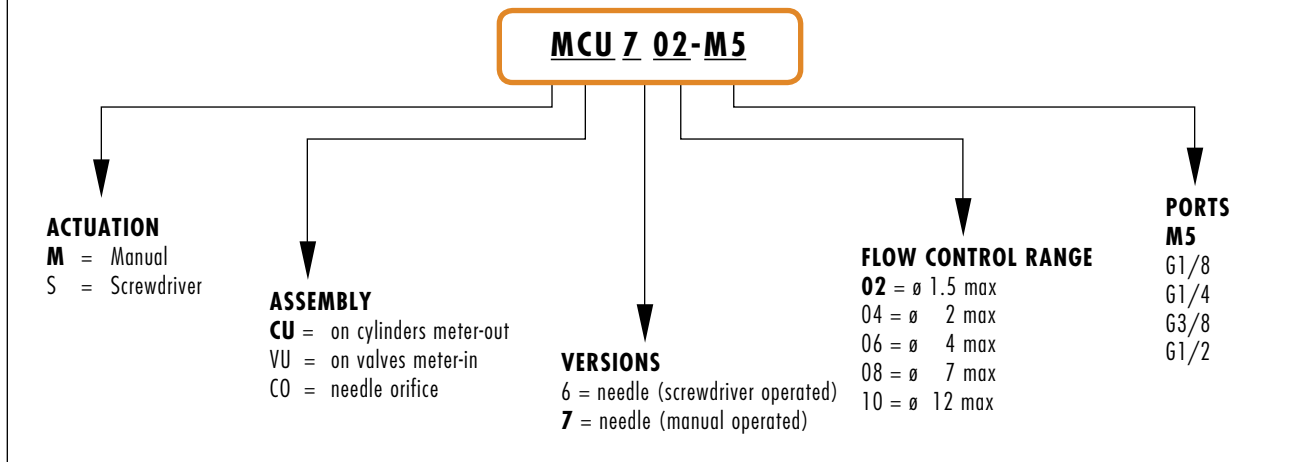 MCU 7 02-M5
ACTUATION
M = Manual
S = Screwdriver
ASSEMBLY
CU = on cylinders meter-out
VU = on valves meter-in
CO = needle orifice
VERSIONS
6 = needle (screwdriver operated)
7 = needle (manual operated)
FLOW CONTROL RANGE
02 = ø 1.5 max
04 = ø 2 max
06 = ø 4 max
08 = ø 7 max
10 = ø 12 max
PORTS
M5
G1/8
G1/4
G3/8
G1/2